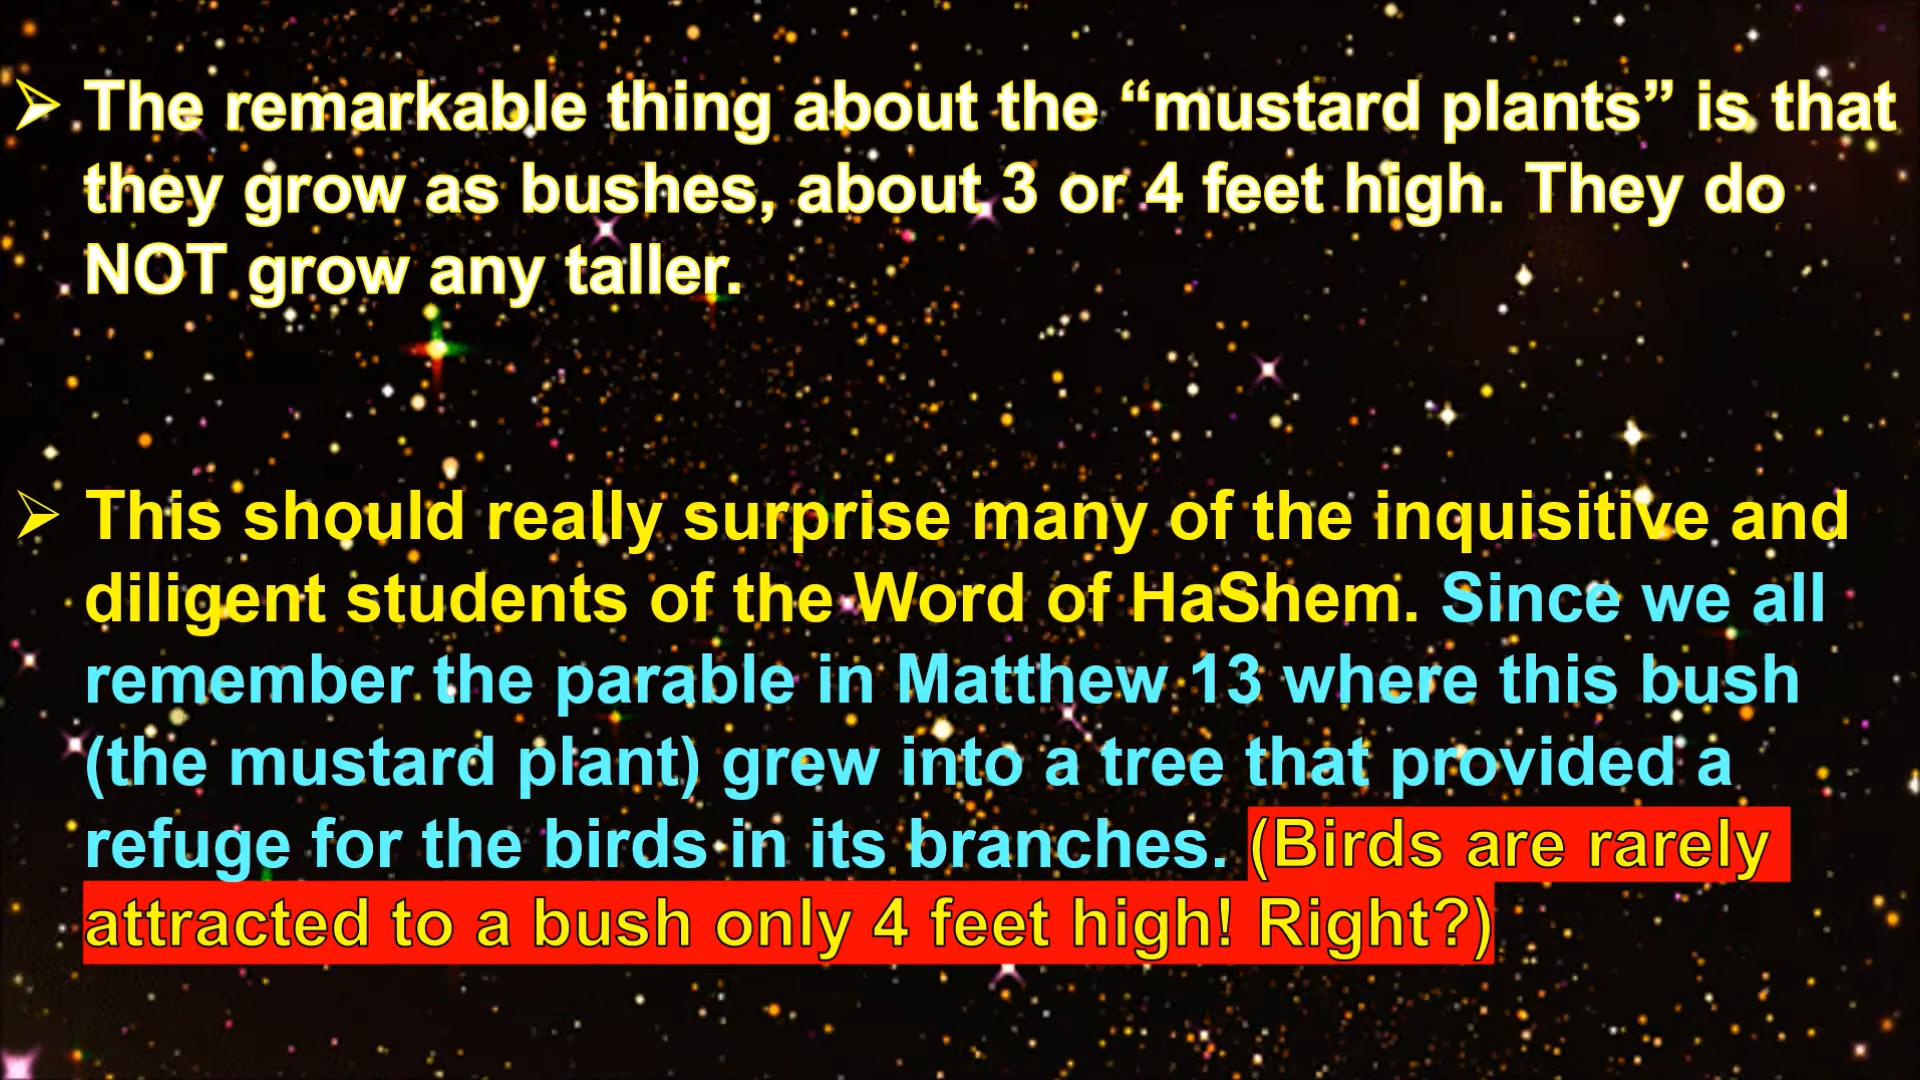 ➢ The remarkable thing about the “mustard plants” is that
they grow as bushes, about 3 or 4 feet high. They do
NOT grow any taller.
➢ This should really surprise many of the inquisitive and
diligent students of the Word of HaShem. Since we all
remember the parable in Matthew 13 where this bush
(the mustard plant) grew into a tree that provided a
refuge for the birds in its branches. (Birds are rarely
attracted to a bush only 4 feet high! Right?)